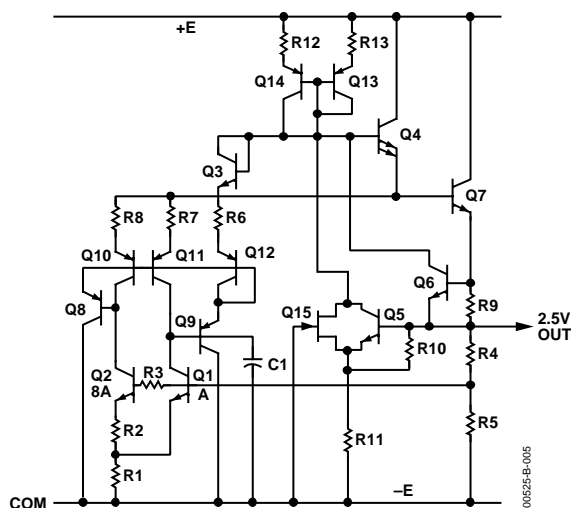 +E
R12
R13
Q14
Q13
Q4
Q3
Q7
R8
R7
R6
Q10
Q11
Q12
Q6
Q8
R9
Q9
Q15
Q5
2.5V
OUT
R10
R4
C1
Q2
8A
R3
Q1
A
R2
R11
R5
R1
COM
–E
00525-B-005